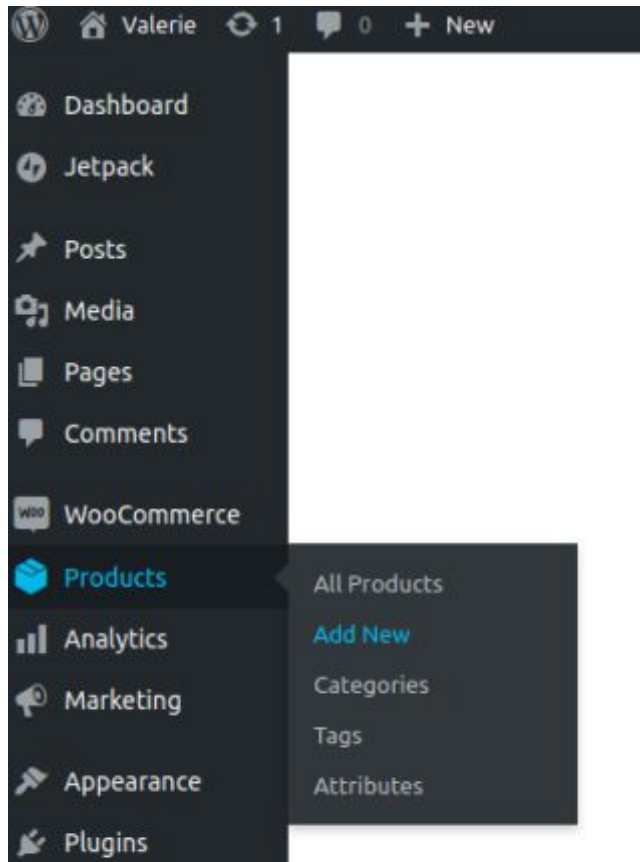 Valerie 1 0 + New
Dashboard
Jetpack
Posts
Media
Pages
Comments
Woo WooCommerce
Products
All Products
Add New
Categories
Tags
Attributes
Analytics
Marketing
Appearance
Plugins